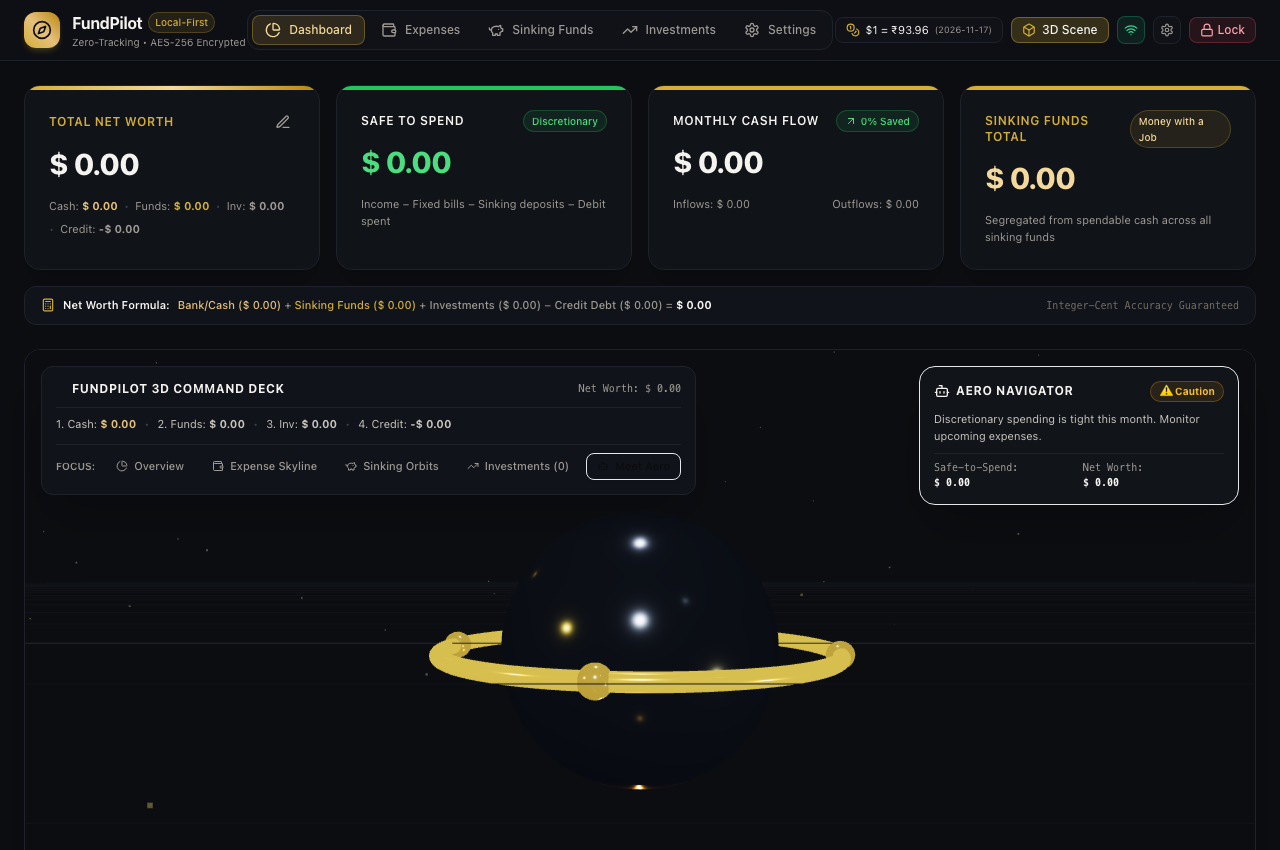 FundPilot
Local-First
Zero-Tracking • AES-256 Encrypted
Dashboard
Expenses
Sinking Funds
Investments
Settings
$1 = ₹93.96 (2026-11-17)
3D Scene
Lock
TOTAL NET WORTH
$ 0.00
Cash: $ 0.00 · Funds: $ 0.00 · Inv: $ 0.00
· Credit: -$ 0.00
SAFE TO SPEND
Discretionary
$ 0.00
Income – Fixed bills – Sinking deposits – Debit
spent
MONTHLY CASH FLOW
0% Saved
$ 0.00
Inflows: $ 0.00
Outflows: $ 0.00
SINKING FUNDS
TOTAL
Money with a
Job
$ 0.00
Segregated from spendable cash across all
sinking funds
Net Worth Formula: Bank/Cash ($ 0.00) + Sinking Funds ($ 0.00) + Investments ($ 0.00) – Credit Debt ($ 0.00) = $ 0.00
Integer-Cent Accuracy Guaranteed
FUNDPILOT 3D COMMAND DECK
Net Worth: $ 0.00
1. Cash: $ 0.00 · 2. Funds: $ 0.00 · 3. Inv: $ 0.00 · 4. Credit: -$ 0.00
FOCUS:
Overview
Expense Skyline
Sinking Orbits
Investments (0)
AERO NAVIGATOR
⚠️ Caution
Discretionary spending is tight this month. Monitor
upcoming expenses.
Safe-to-Spend:
$ 0.00
Net Worth:
$ 0.00